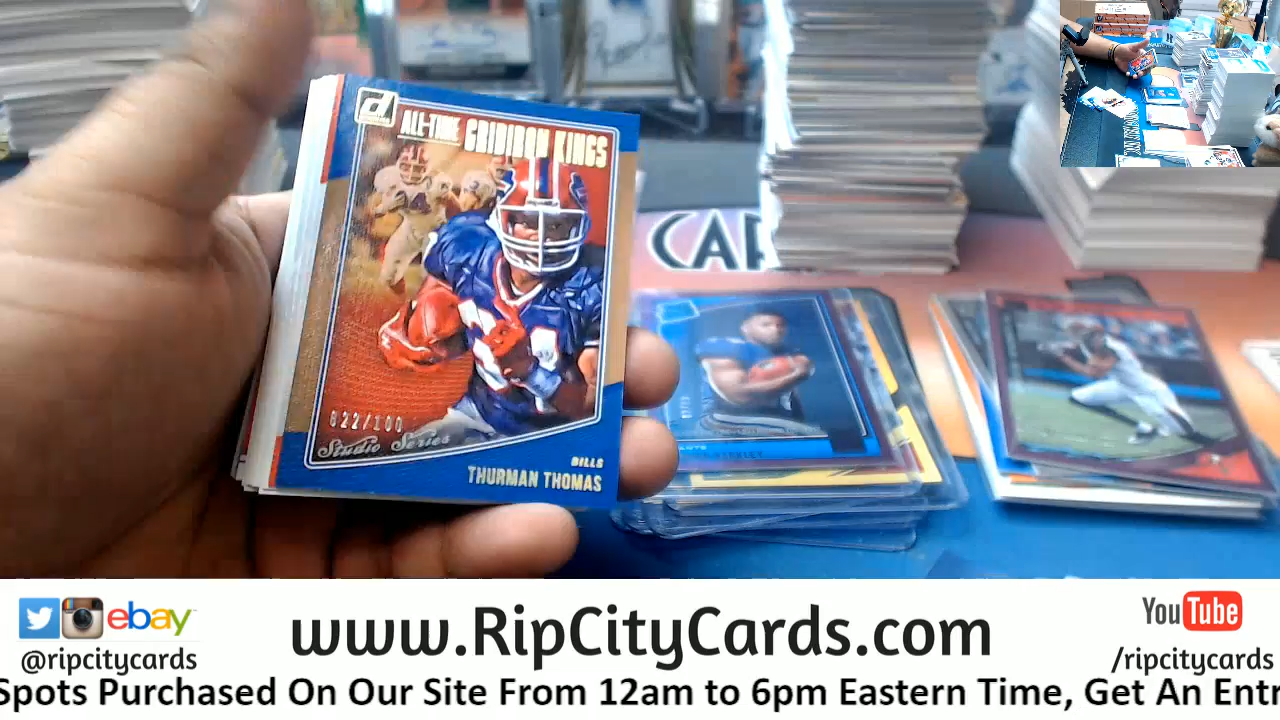 ALL-TIME GRIDIRON KINGS
022/100
Studio Series
BILLS
THURMAN THOMAS
CAR
ebay
@ripcitycards
www.RipCityCards.com
You Tube
/ripcitycards
Spots Purchased On Our Site From 12am to 6pm Eastern Time, Get An Entr